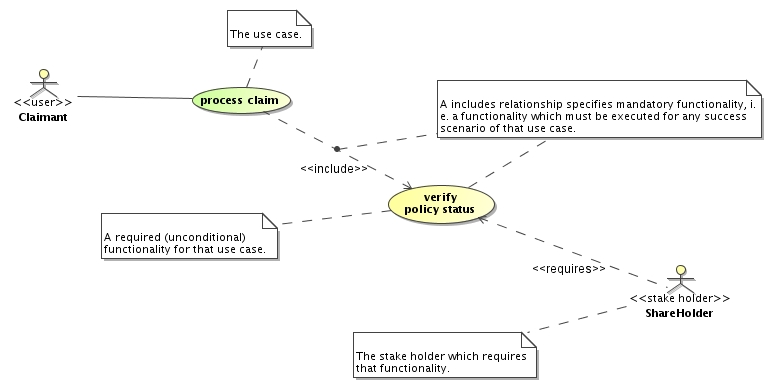 The use case.
<<user>>
Claimant
process claim
A includes relationship specifies mandatory functionality, i.
e. a functionality which must be executed for any success
scenario of that use case.
<<include>>
verify
policy status
A required (unconditional)
functionality for that use case.
<<requires>>
<<stake holder>>
ShareHolder
The stake holder which requires
that functionality.